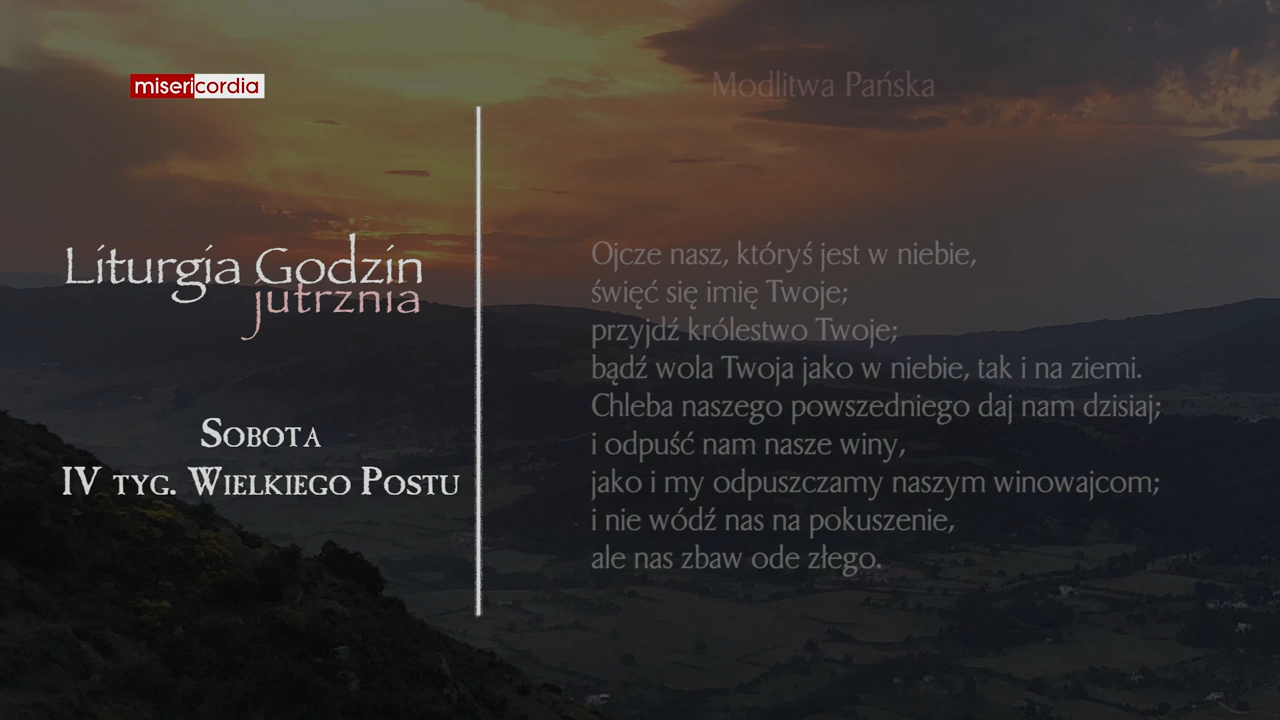 misericordia
Liturgia Godzin
jutrznia
Sobota
IV tyg. Wielkiego Postu
Modlitwa Pańska
Ojcze nasz, któryś jest w niebie,
święć się imię Twoje;
przyjdź królestwo Twoje;
bądź wola Twoja jako w niebie, tak i na ziemi.
Chleba naszego powszedniego daj nam dzisiaj;
i odpuść nam nasze winy,
jako i my odpuszczamy naszym winowajcom;
i nie wódź nas na pokuszenie,
ale nas zbaw ode złego.